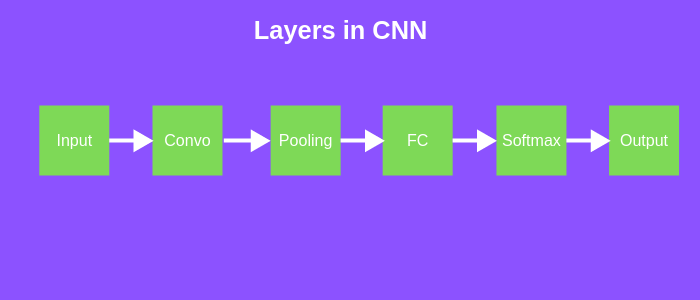 Layers in CNN
Input
Convo
Pooling
FC
Softmax
Output